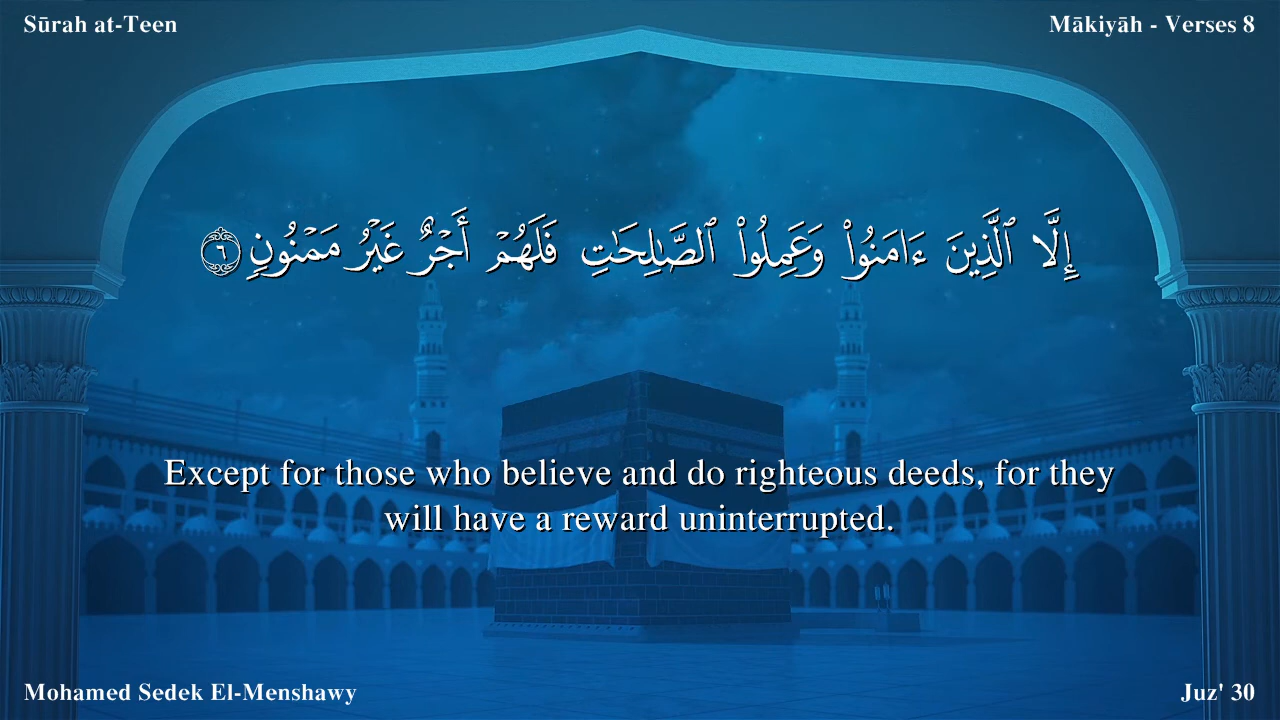 Sūrah at-Teen
Mākiyāh - Verses 8
إِلَّا ٱلَّذِينَ ءَامَنُوا۟ وَعَمِلُوا۟ ٱلصَّـٰلِحَـٰتِ فَلَهُمْ أَجْرٌ غَيْرُ مَمْنُونٍ ٦
Except for those who believe and do righteous deeds, for they
will have a reward uninterrupted.
Mohamed Sedek El-Menshawy
Juz' 30